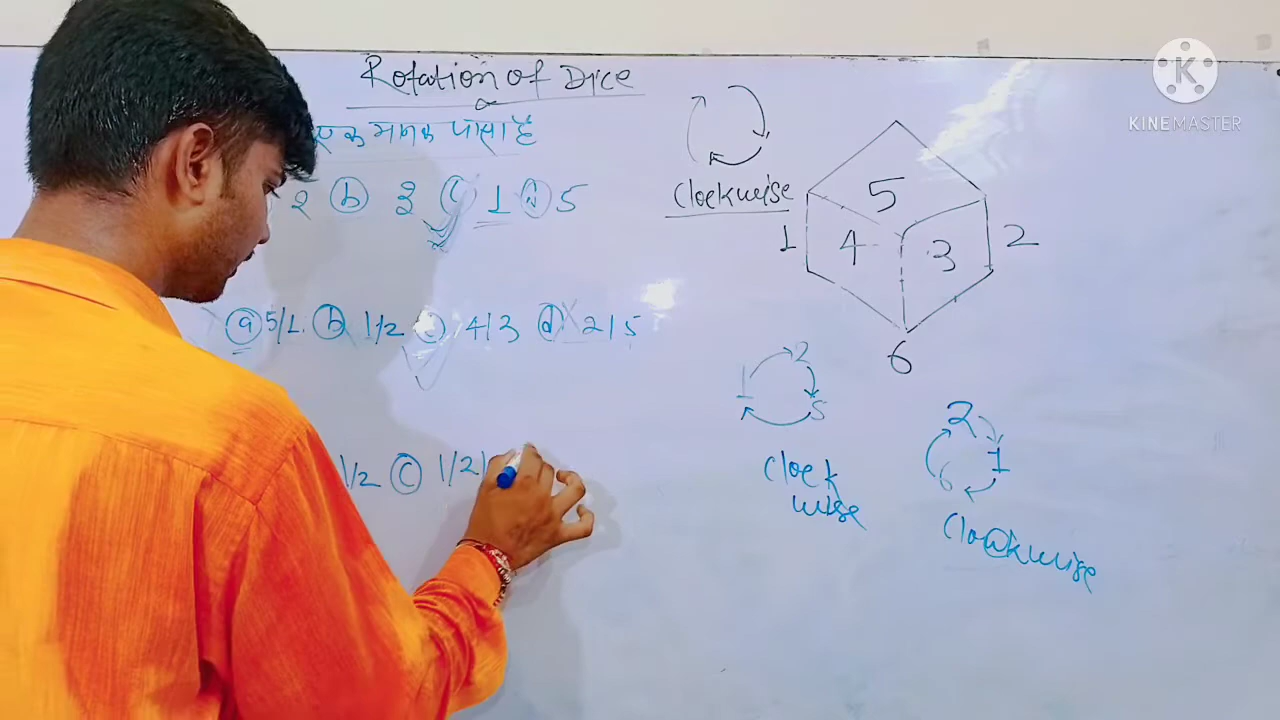 Rotation of Dice
एक मानक पासा है
2 (b) 3 (c) 1 (d) 5
(a) 5/1 (b) 1/2 (c) 4/3 (d) 2/5
1/2 (c) 1/2/
Clockwise
5
1 4 3 2
6
1 2 5
Clock
wise
2 1 6
Clockwise
K
KINEMASTER